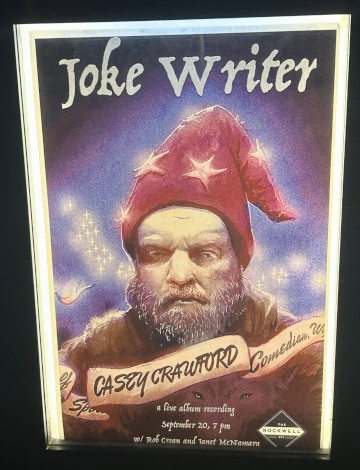 Joke Writer
CASEY CRAWFORD
Comedian,
a live album recording
September 20, 7 pm
w/ Rob Crean and Janet McNamara
THE
ROCKWELL